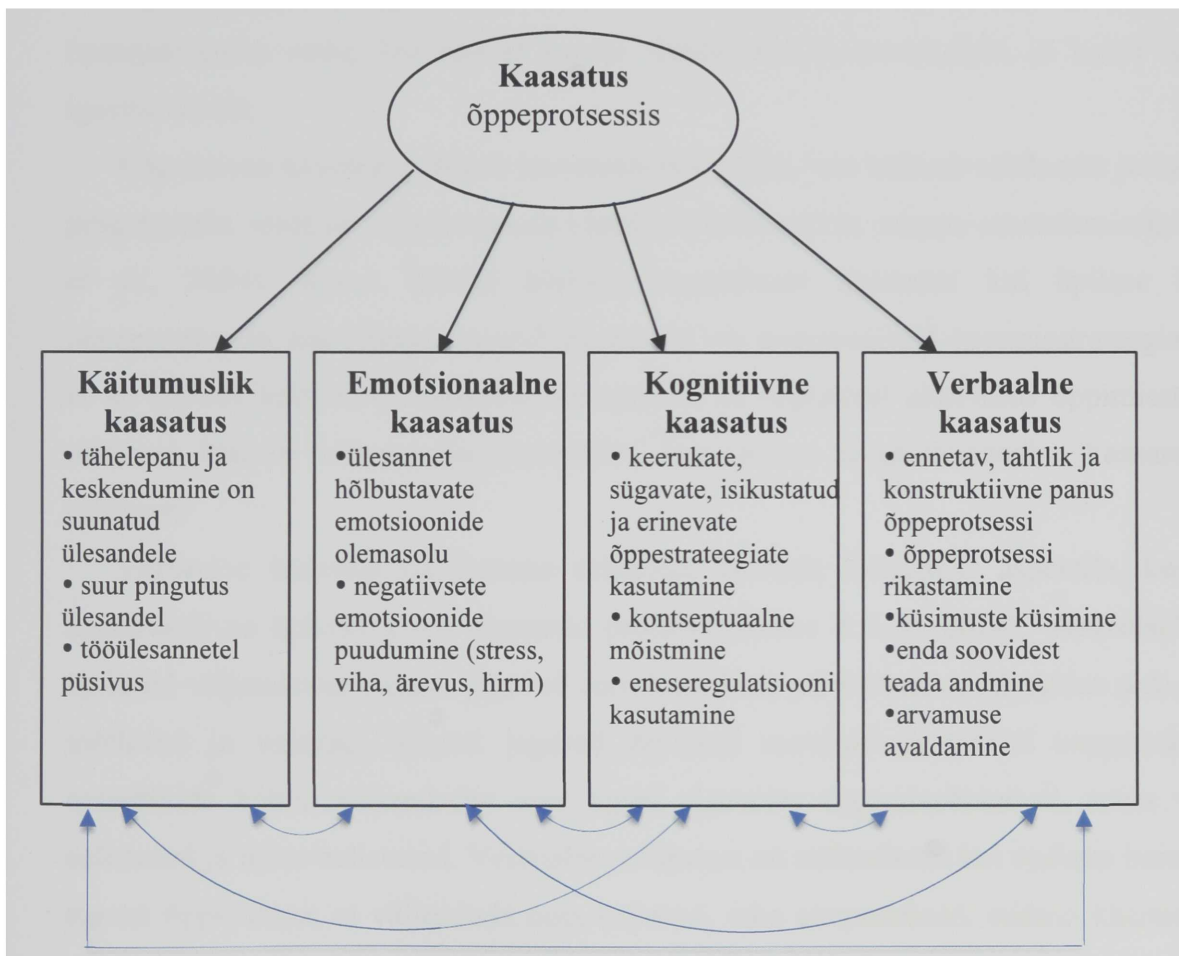 Kaasatus
õppeprotsessis
Käitumuslik
kaasatus
• tähelepanu ja
keskendumine on
suunatud
ülesandele
• suur pingutus
ülesandel
• tööülesannetel
püsivus
Emotsionaalne
kaasatus
•ülesannet
hõlbustavate
emotsioonide
olemasolu
• negatiivsete
emotsioonide
puudumine (stress,
viha, ärevus, hirm)
Kognitiivne
kaasatus
• keerukate,
sügavate, isikustatud
ja erinevate
õppestrateegiate
kasutamine
• kontseptuaalne
mõistmine
• eneseregulatsiooni
kasutamine
Verbaalne
kaasatus
• ennetav, tahtlik ja
konstruktiivne panus
õppeprotsessi
• õppeprotsessi
rikastamine
•küsimuste küsimine
•enda soovidest
teada andmine
•arvamuse
avaldamine